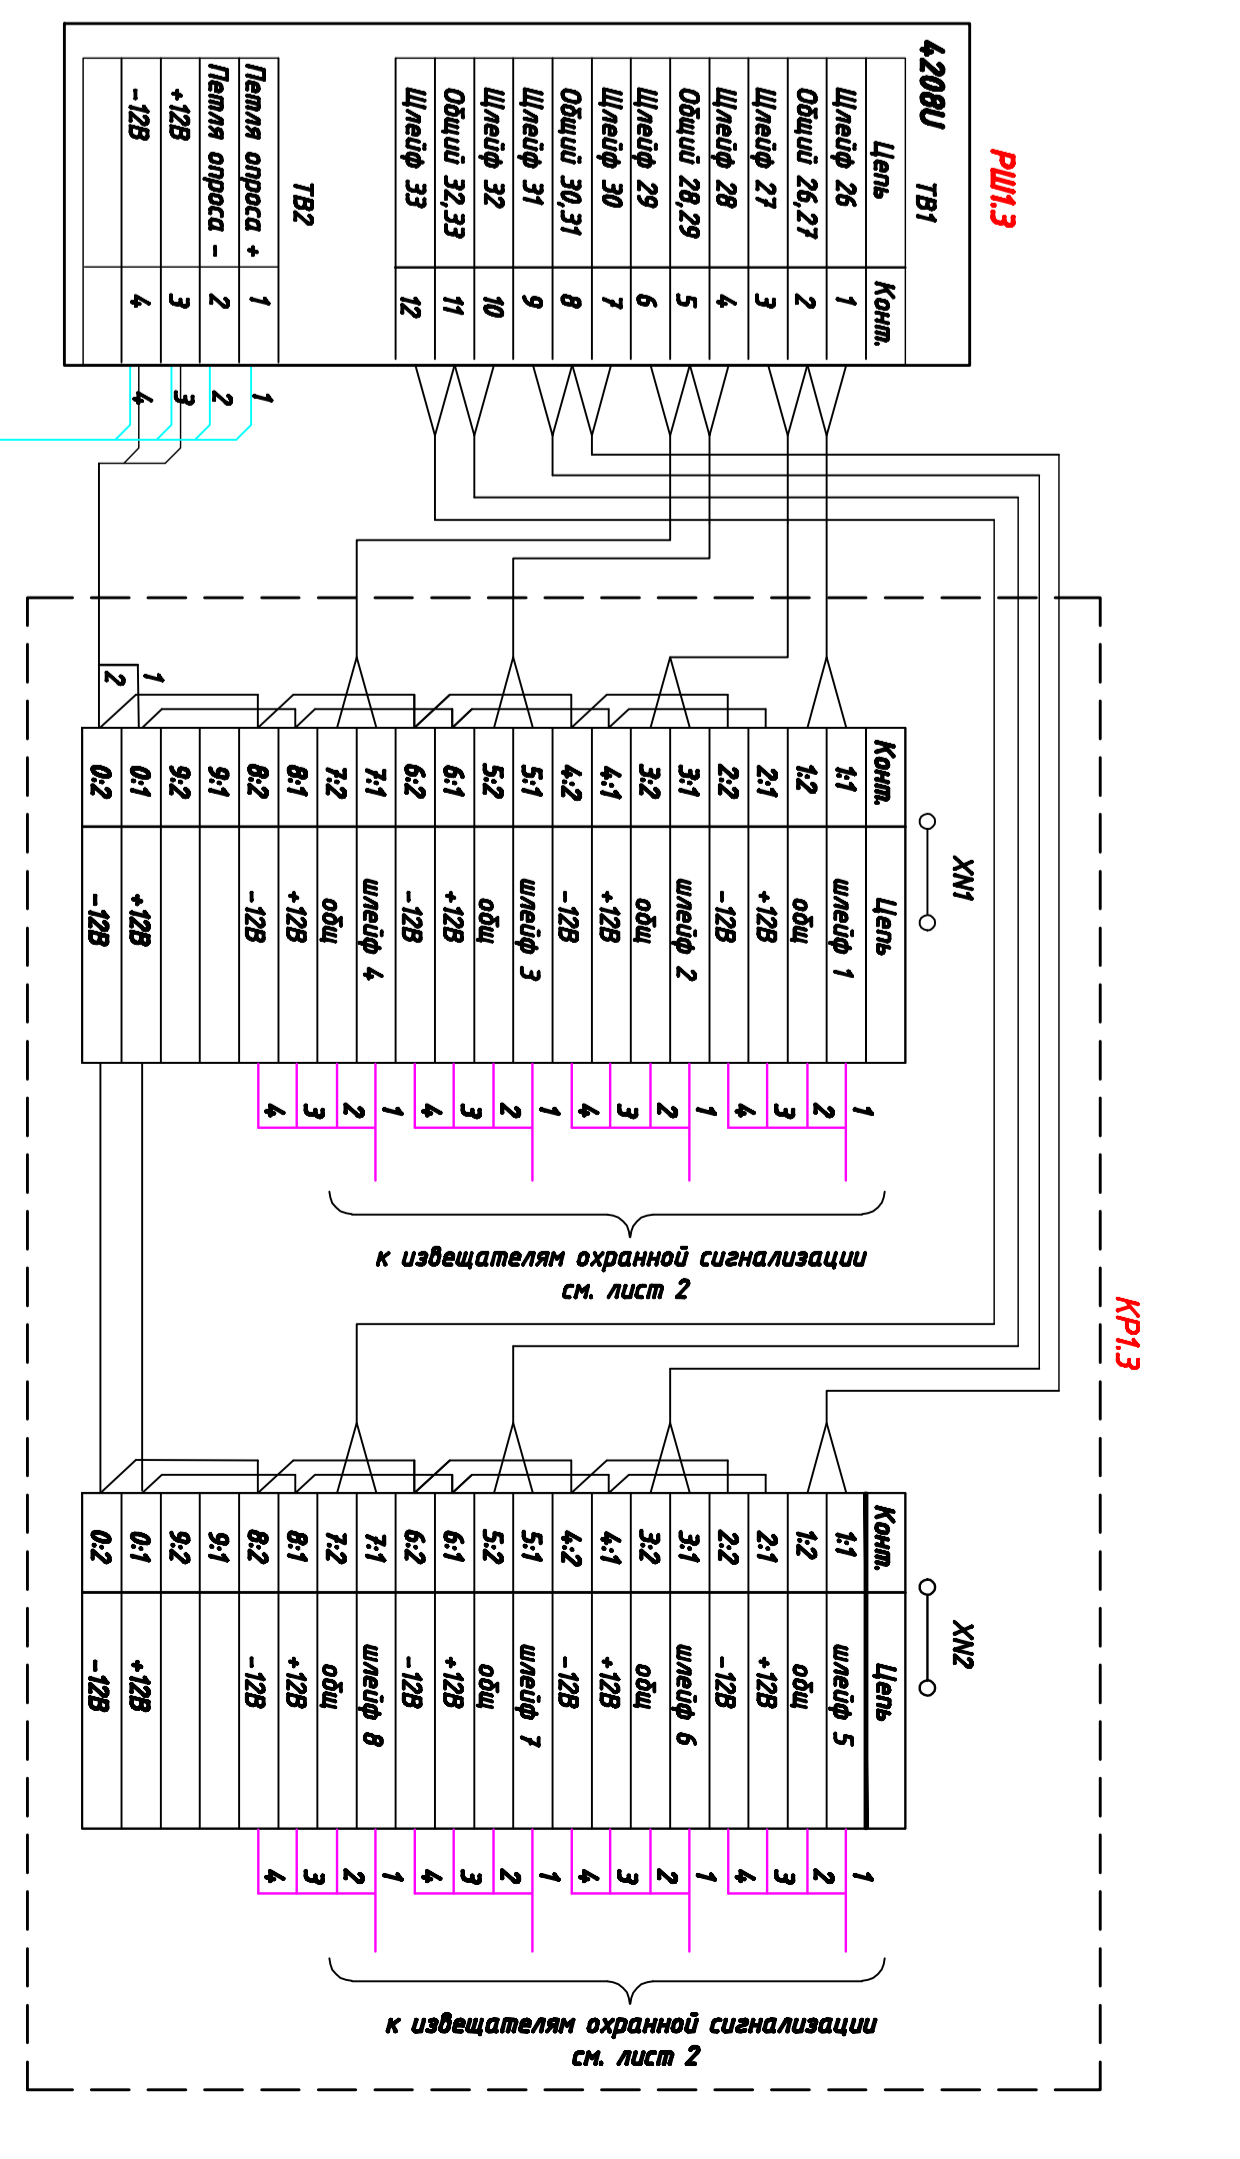 РШ1.3
4208U
ТВ1
Цепь Конт.
Шлейф 26 1
Общий 26,27 2
Шлейф 27 3
Шлейф 28 4
Общий 28,29 5
Шлейф 29 6
Шлейф 30 7
Общий 30,31 8
Шлейф 31 9
Шлейф 32 10
Общий 32,33 11
Шлейф 33 12
ТВ2
Петля опроса + 1 1
Петля опроса - 2 2
+12В 3 3
-12В 4 4
КР1.3
XN1
Конт. Цепь
1:1 шлейф 1 1
1:2 общ 2
2:1 +12В 3
2:2 -12В 4
3:1 шлейф 2 1
3:2 общ 2
4:1 +12В 3
4:2 -12В 4
5:1 шлейф 3 1
5:2 общ 2
6:1 +12В 3
6:2 -12В 4
7:1 шлейф 4 1
7:2 общ 2
8:1 +12В 3
8:2 -12В 4
9:1
9:2
1 0:1 +12В
2 0:2 -12В
к извещателям охранной сигнализации
см. лист 2
XN2
Конт. Цепь
1:1 шлейф 5 1
1:2 общ 2
2:1 +12В 3
2:2 -12В 4
3:1 шлейф 6 1
3:2 общ 2
4:1 +12В 3
4:2 -12В 4
5:1 шлейф 7 1
5:2 общ 2
6:1 +12В 3
6:2 -12В 4
7:1 шлейф 8 1
7:2 общ 2
8:1 +12В 3
8:2 -12В 4
9:1
9:2
0:1 +12В
0:2 -12В
к извещателям охранной сигнализации
см. лист 2